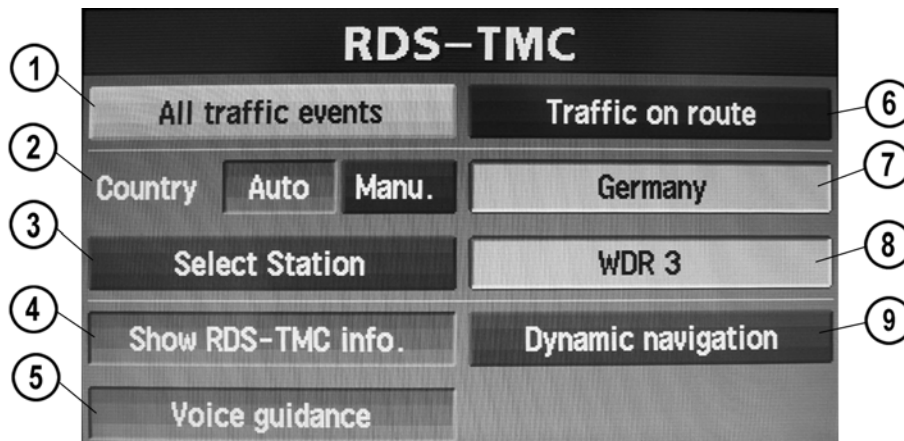 RDS-TMC
1 All traffic events Traffic on route 6
2 Country Auto Manu. Germany 7
3 Select Station WDR 3 8
4 Show RDS-TMC info. Dynamic navigation 9
5 Voice guidance